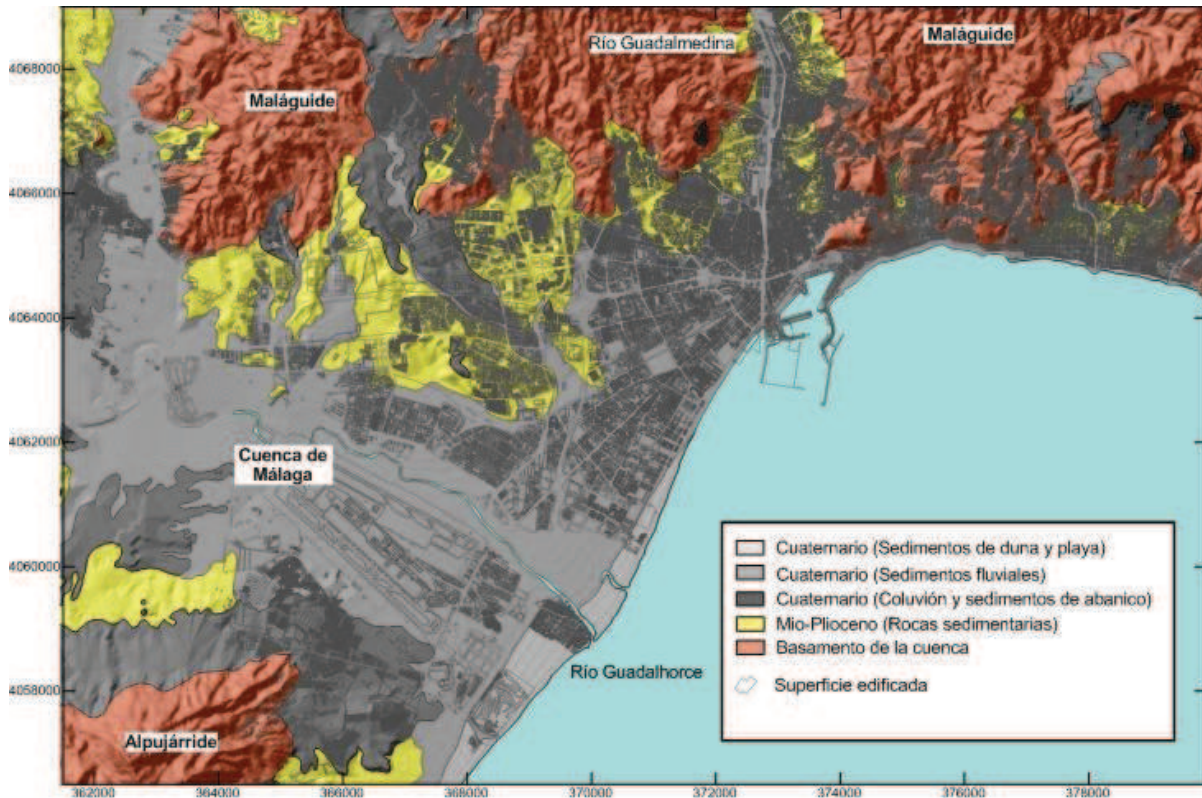 Río Guadalmedina
Maláguide
Maláguide
4068000
4066000
4064000
4062000
4060000
4058000
Cuenca de
Málaga
Río Guadalhorce
Alpujárride
Cuaternario (Sedimentos de duna y playa)
Cuaternario (Sedimentos fluviales)
Cuaternario (Coluvión y sedimentos de abanico)
Mio-Plioceno (Rocas sedimentarias)
Basamento de la cuenca
Superficie edificada
362000
364000
366000
368000
370000
372000
374000
376000
378000